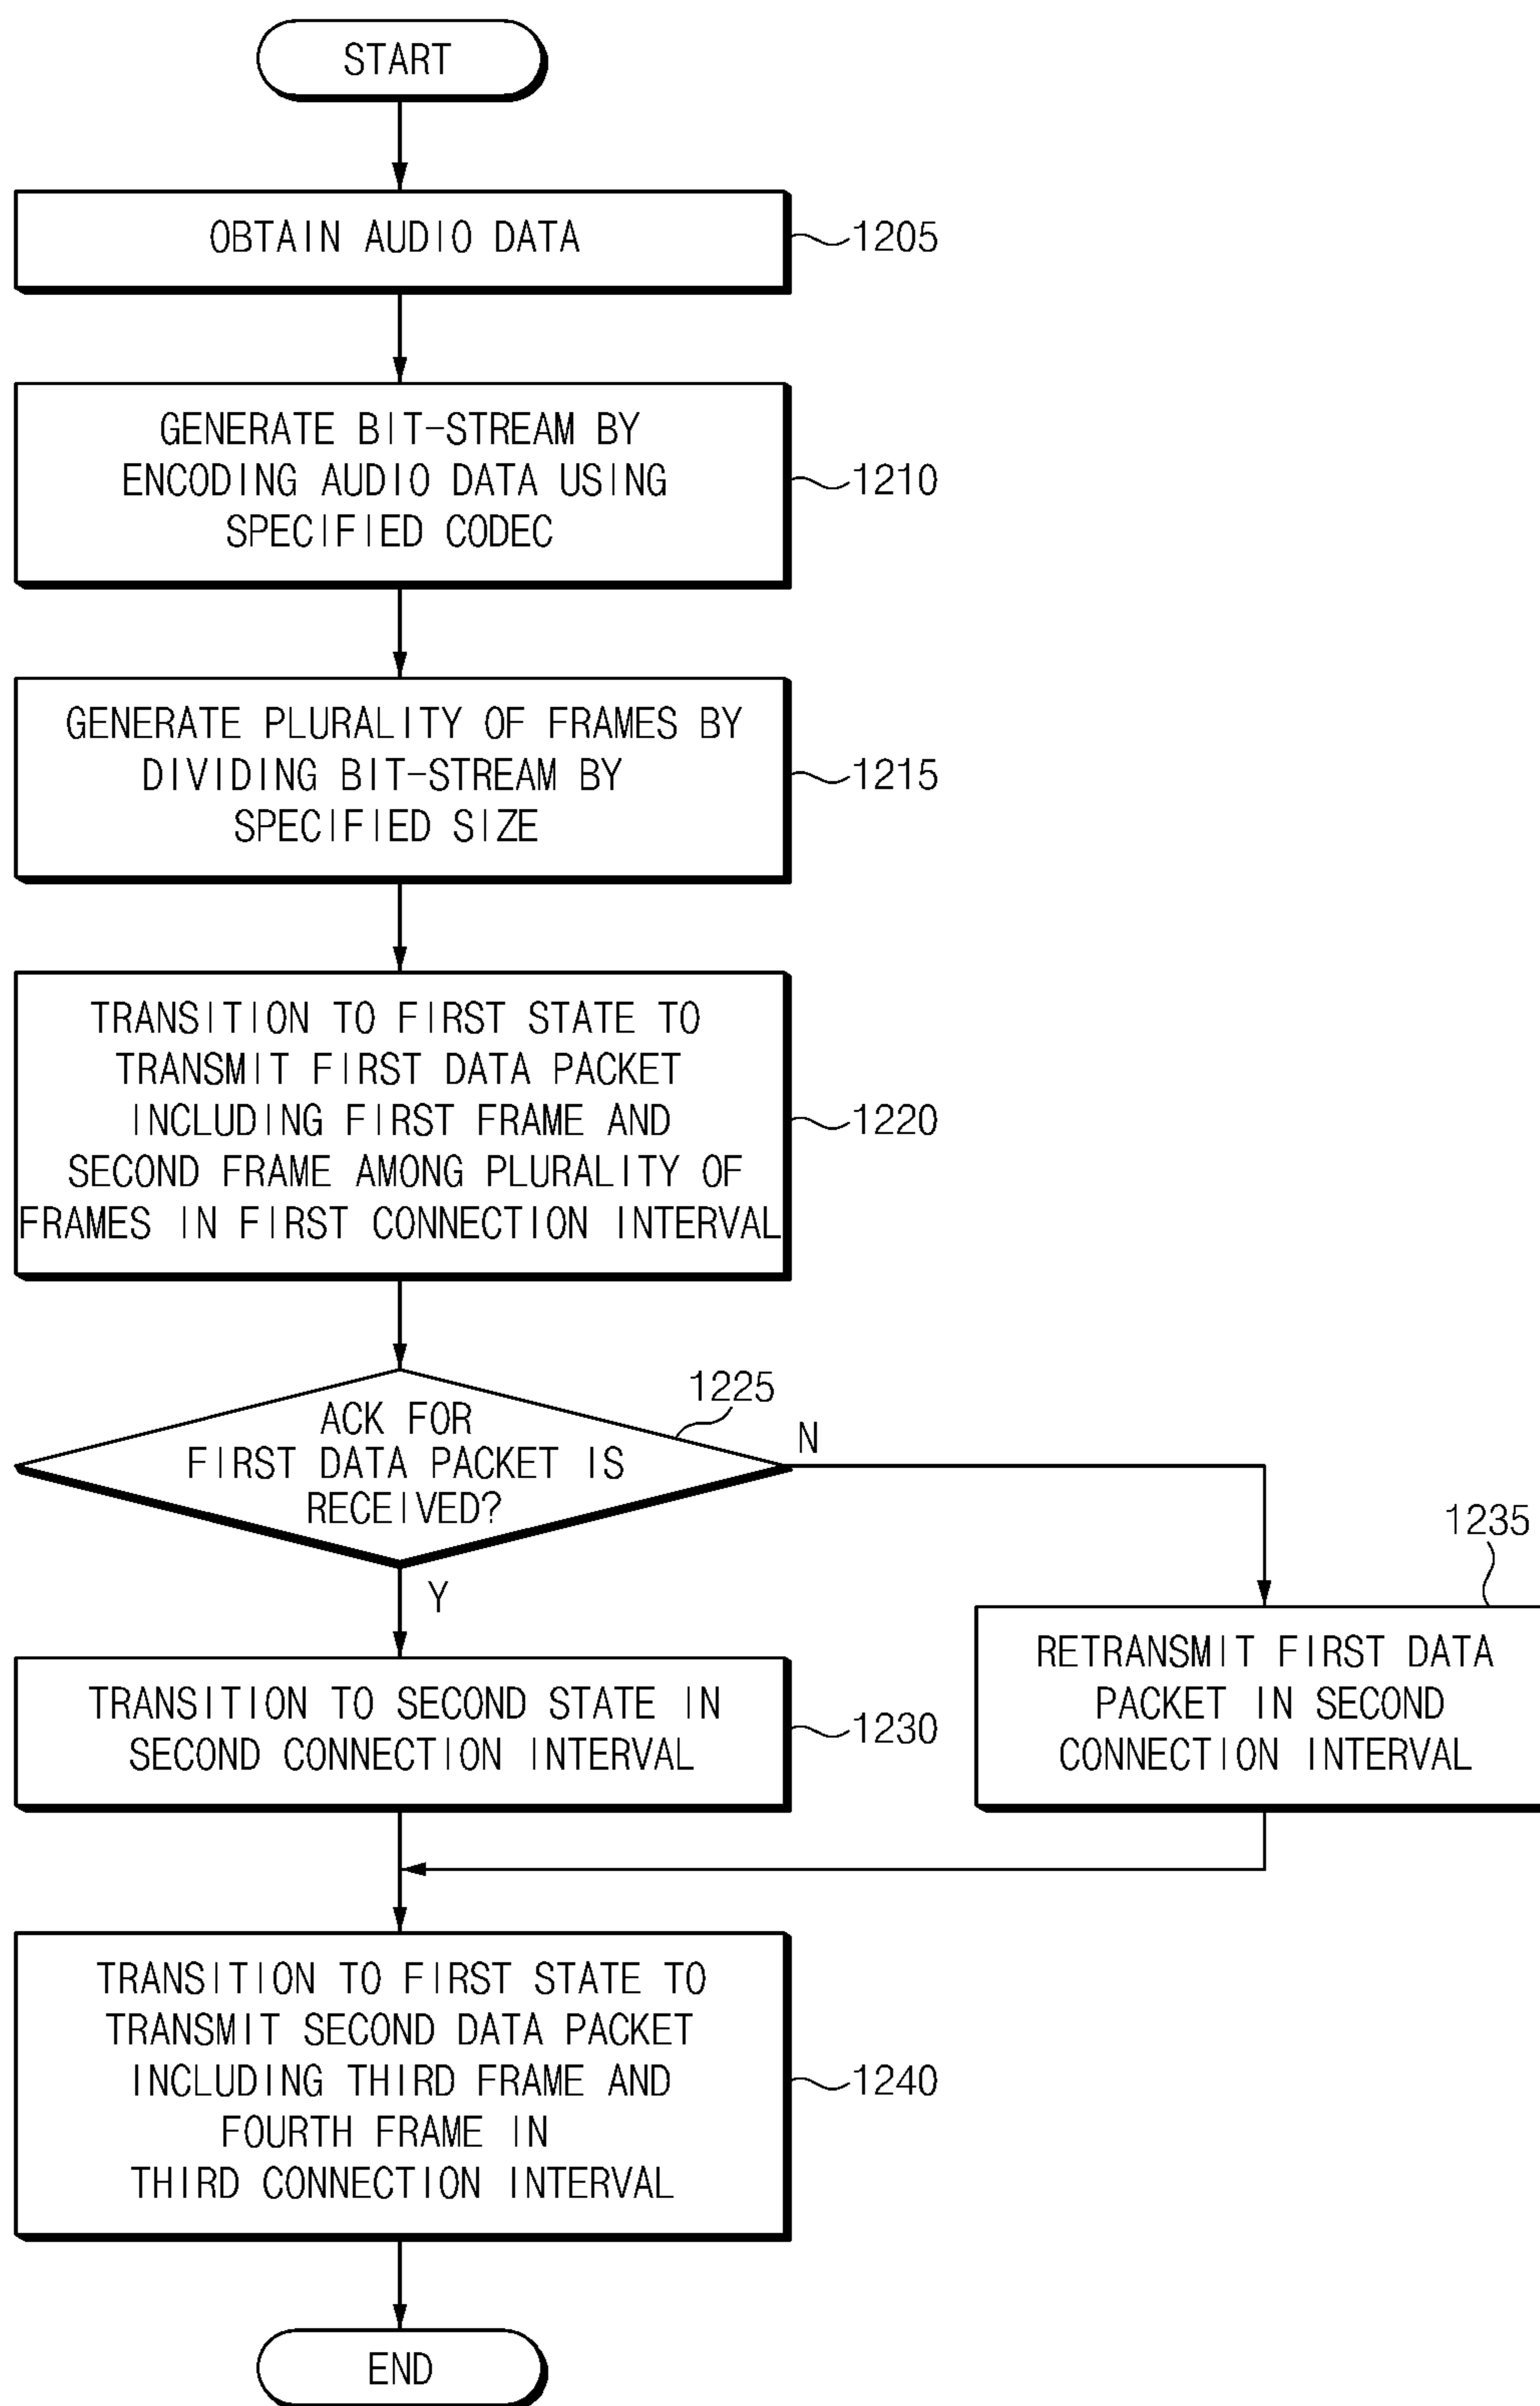 START
OBTAIN AUDIO DATA
1205
GENERATE BIT-STREAM BY
ENCODING AUDIO DATA USING
SPECIFIED CODEC
1210
GENERATE PLURALITY OF FRAMES BY
DIVIDING BIT-STREAM BY
SPECIFIED SIZE
1215
TRANSITION TO FIRST STATE TO
TRANSMIT FIRST DATA PACKET
INCLUDING FIRST FRAME AND
SECOND FRAME AMONG PLURALITY OF
FRAMES IN FIRST CONNECTION INTERVAL
1220
ACK FOR
FIRST DATA PACKET IS
RECEIVED?
1225
N
Y
TRANSITION TO SECOND STATE IN
SECOND CONNECTION INTERVAL
1230
1235
RETRANSMIT FIRST DATA
PACKET IN SECOND
CONNECTION INTERVAL
TRANSITION TO FIRST STATE TO
TRANSMIT SECOND DATA PACKET
INCLUDING THIRD FRAME AND
FOURTH FRAME IN
THIRD CONNECTION INTERVAL
1240
END